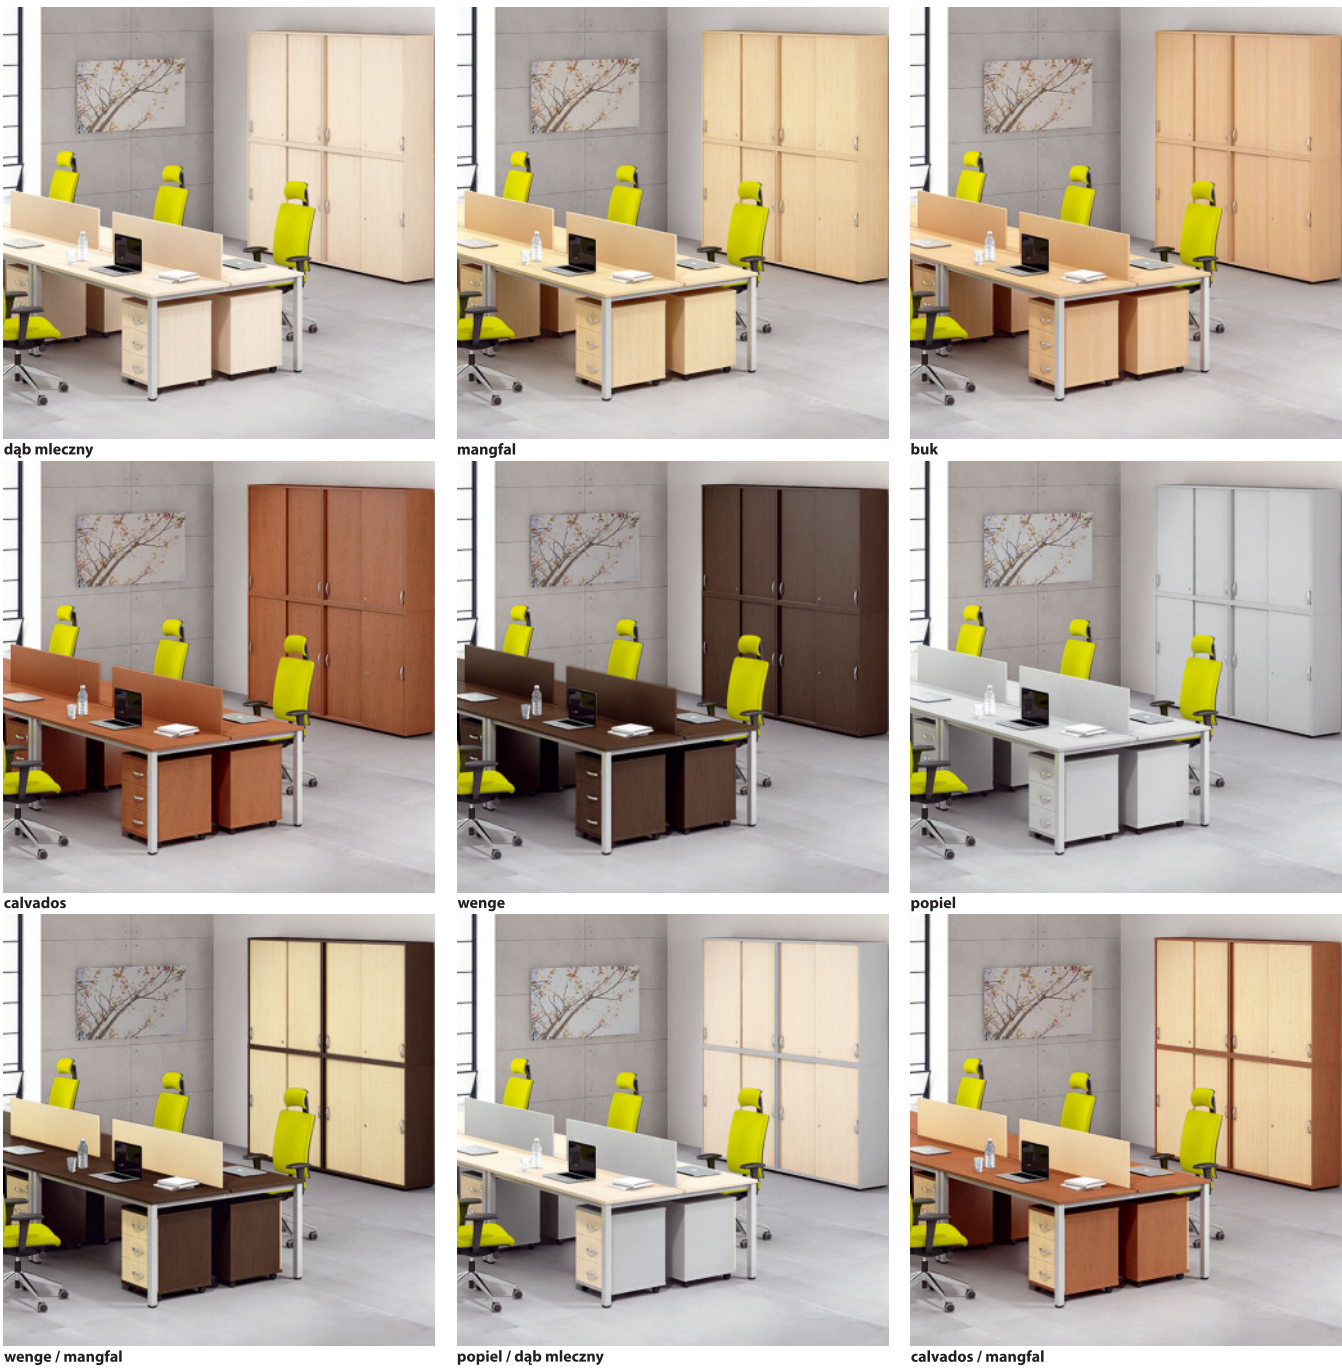 dąb mleczny
mangfal
buk
calvados
wenge
popiel
wenge / mangfal
popiel / dąb mleczny
calvados / mangfal